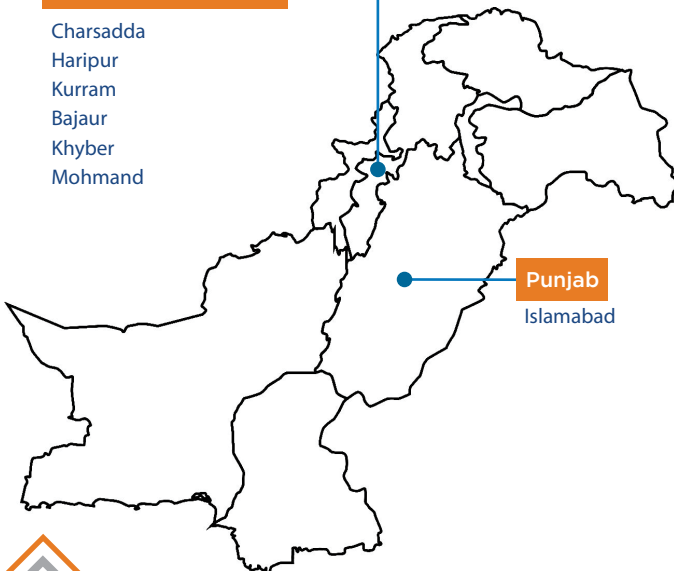 Charsadda
Haripur
Kurram
Bajaur
Khyber
Mohmand
Punjab
Islamabad